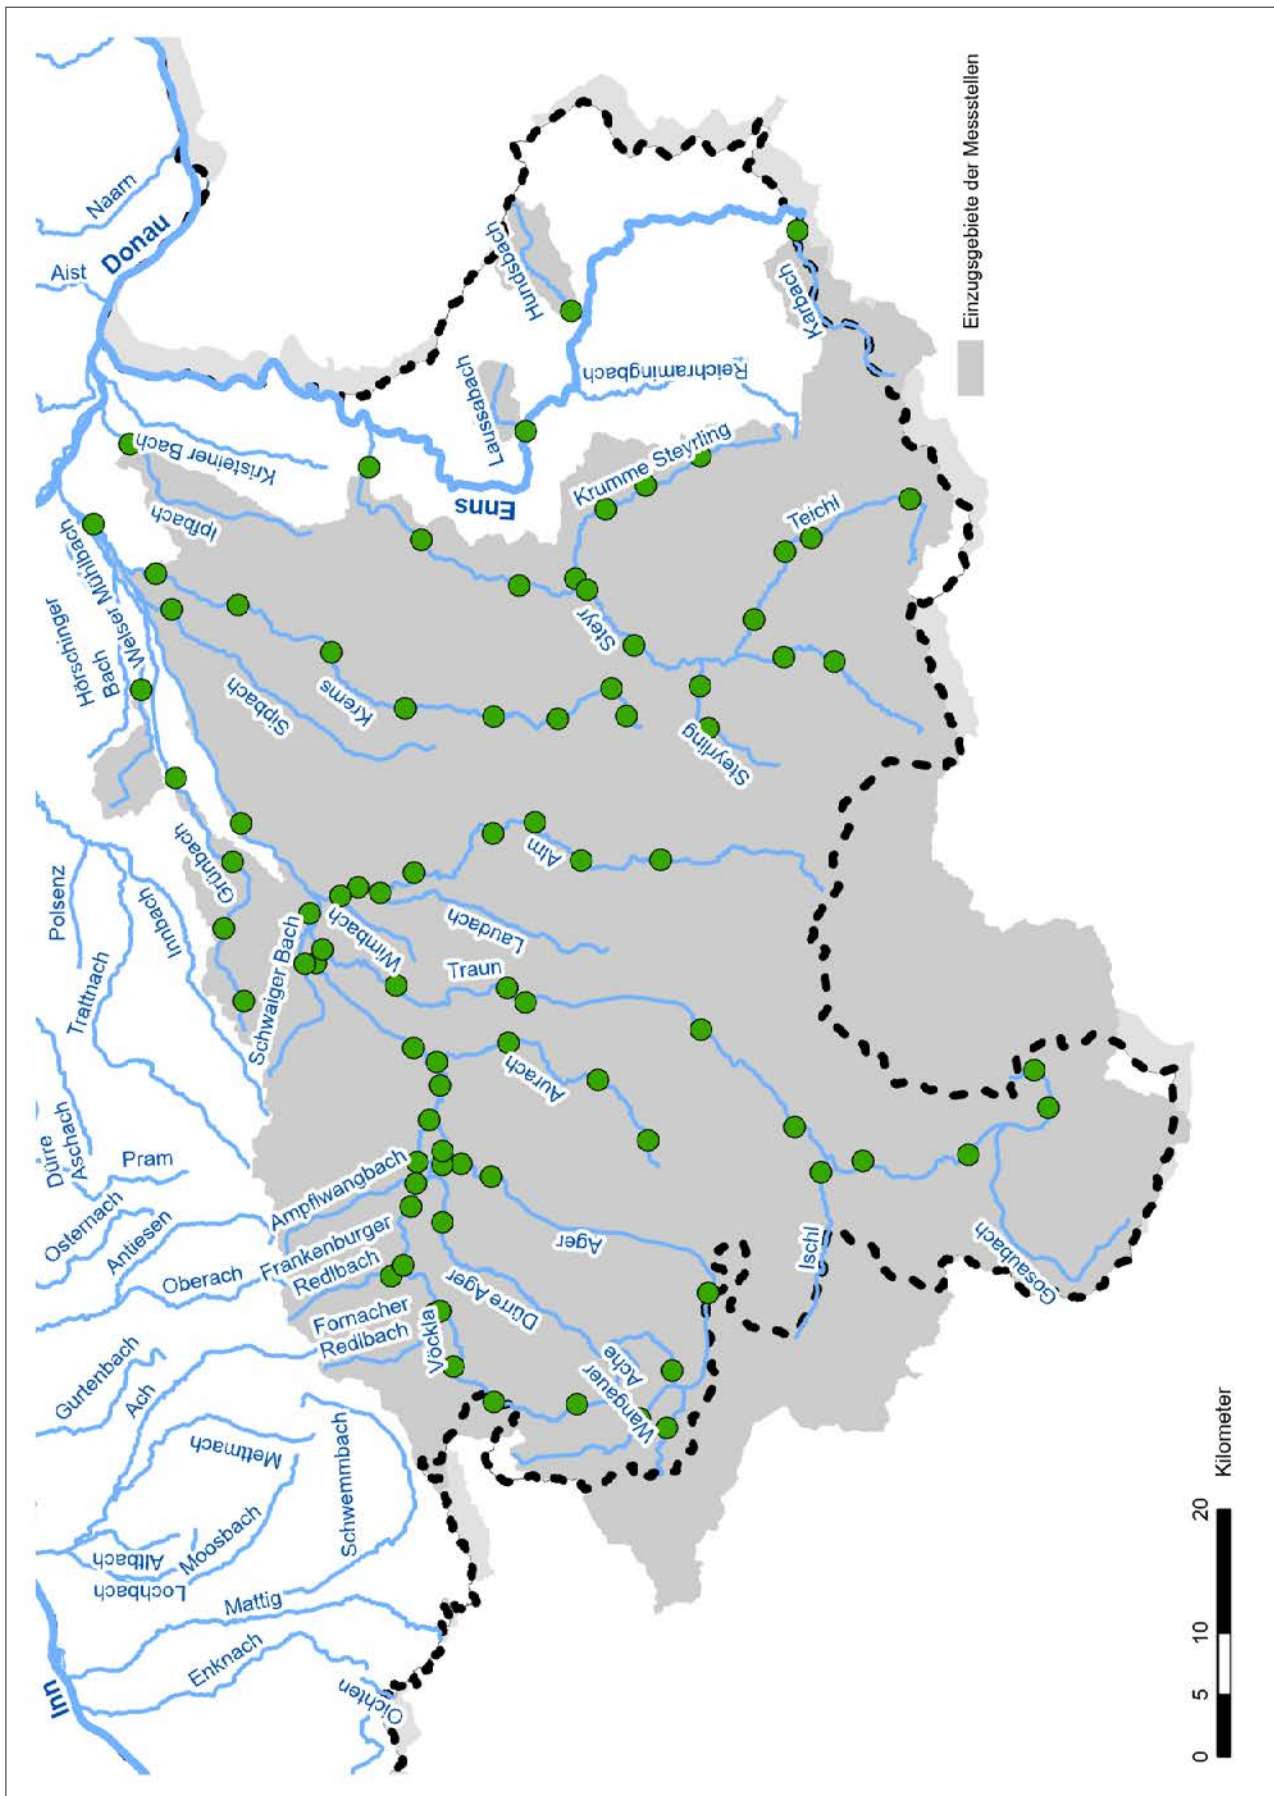 Naarn
Donau
Aist
Hundsbach
Karbach
Einzugsgebiete der Messstellen
Laussabach
Reichramingbach
Kristeiner Bach
Enns
Krumme Steyrling
Ipfbach
Teichl
Welser Mühlbach
Hörschinger
Bach
Steyr
Krems
Sipbach
Steyrling
Grünbach
Alm
Polsenz
Innbach
Trattnach
Schwaiger Bach
Wimbach
Laudach
Traun
Aurach
Dürre
Aschach
Pram
Osternach
Antiesen
Oberach
Ampflwangbach
Frankenburger
Redlbach
Fornacher
Redlbach
Vöckla
Ager
Dürre Ager
Ischl
Gosaubach
Wangauer
Ache
Gurtenbach
Ach
Mettmach
Schwemmbach
Moosbach
Altbach
Lochbach
Mattig
Enknach
Oichten
Inn
0 5 10 20
Kilometer